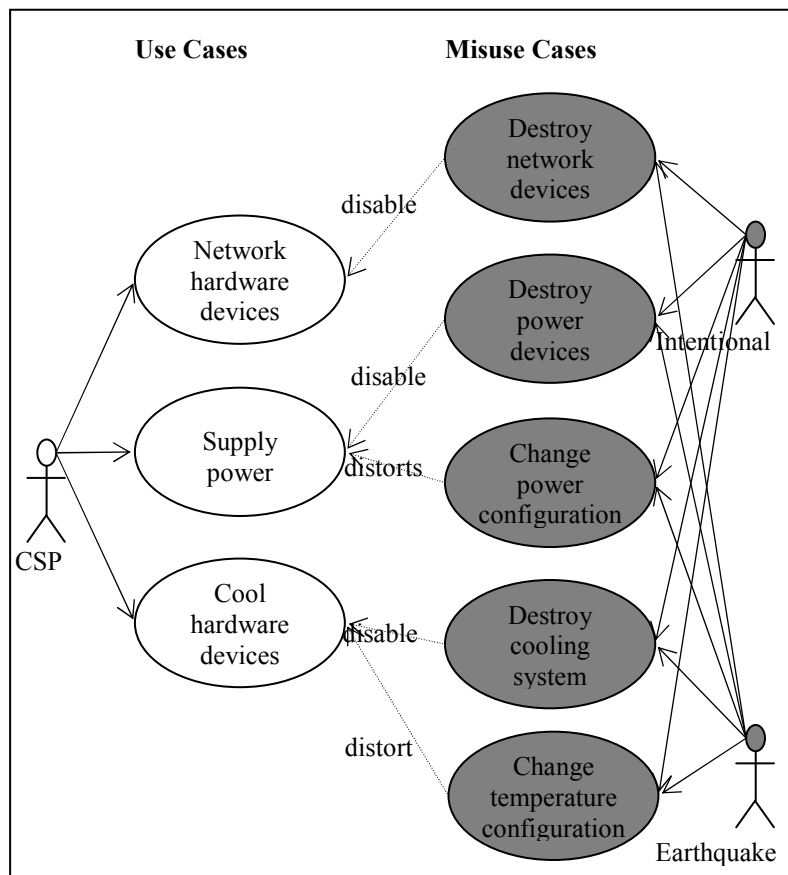 Use Cases
Misuse Cases
Destroy
network
devices
disable
Network
hardware
devices
Destroy
power
devices
Intentional
disable
Supply
power
distorts
Change
power
configuration
CSP
Cool
hardware
devices
disable
Destroy
cooling
system
distort
Change
temperature
configuration
Earthquake